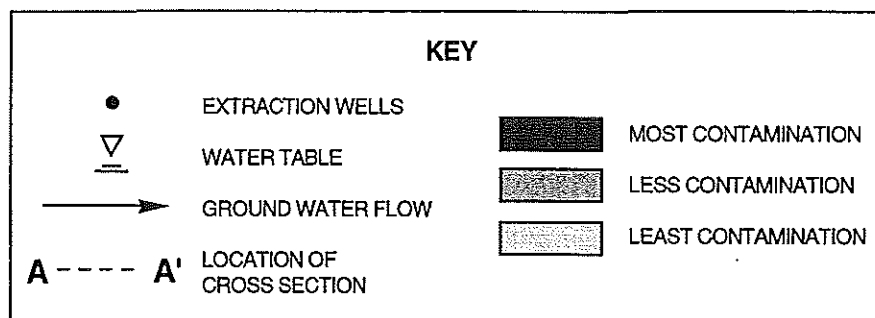 KEY
EXTRACTION WELLS
WATER TABLE
GROUND WATER FLOW
A ---- A' LOCATION OF
CROSS SECTION
MOST CONTAMINATION
LESS CONTAMINATION
LEAST CONTAMINATION